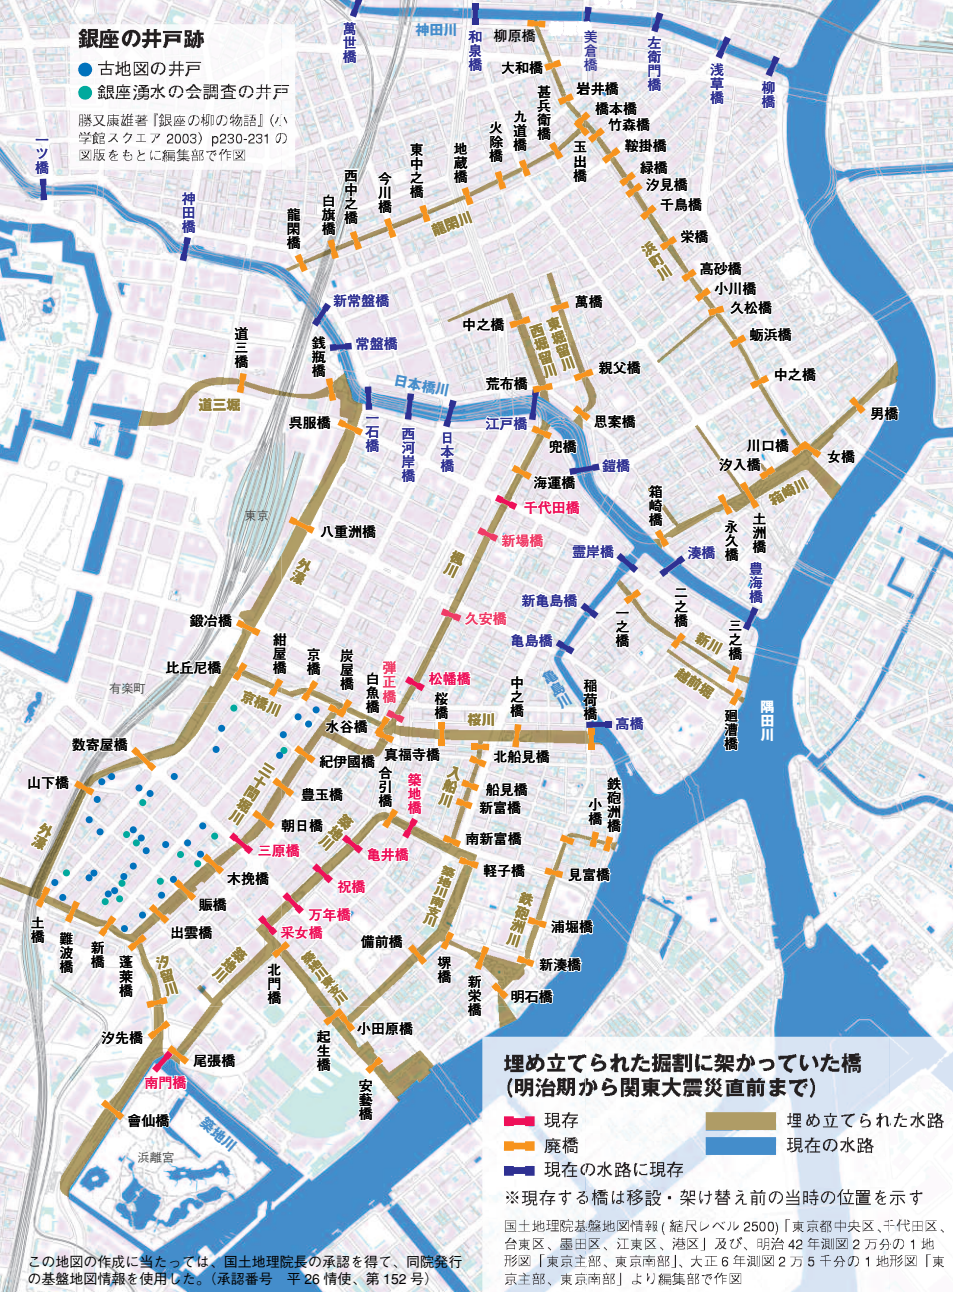 銀座の井戸跡
古地図の井戸
銀座湧水の会調査の井戸
勝又康雄著『銀座の柳の物語』（小
学館スクエア 2003）p230-231 の
図版をもとに編集部で作図
萬世橋
神田川
和泉橋
柳原橋
美倉橋
左衛門橋
浅草橋
柳橋
大和橋
岩井橋
橋本橋
竹森橋
甚兵衛橋
九道橋
火除橋
地蔵橋
東中之橋
今川橋
西中之橋
白旗橋
龍閑橋
玉出橋
鞍掛橋
緑橋
汐見橋
千鳥橋
栄橋
高砂橋
小川橋
久松橋
蛎浜橋
中之橋
男橋
女橋
川口橋
汐入橋
箱崎川
浜町川
龍閑川
一ツ橋
神田橋
新常盤橋
常盤橋
銭瓶橋
道三橋
道三堀
呉服橋
一石橋
西河岸橋
日本橋
日本橋川
中之橋
萬橋
西堀留川
東堀留川
親父橋
荒布橋
思案橋
江戸橋
兜橋
鎧橋
海運橋
千代田橋
新場橋
楓川
久安橋
松幡橋
弾正橋
箱崎橋
永久橋
土洲橋
豊海橋
湊橋
霊岸橋
新亀島橋
亀島橋
亀島川
一之橋
二之橋
三之橋
新川
越前堀
廻漕橋
隅田川
高橋
稲荷橋
中之橋
桜橋
桜川
東京
八重洲橋
外濠
鍛冶橋
比丘尼橋
有楽町
紺屋橋
京橋
炭屋橋
白魚橋
京橋川
水谷橋
真福寺橋
紀伊國橋
豊玉橋
朝日橋
三原橋
三十間堀川
木挽橋
賑橋
出雲橋
数寄屋橋
山下橋
外濠
土橋
難波橋
新橋
蓬莱橋
汐留川
汐先橋
尾張橋
南門橋
會仙橋
浜離宮
築地川
合引橋
築地橋
築地川
亀井橋
祝橋
万年橋
采女橋
築地川
北門橋
築地川東支川
起生橋
小田原橋
安藝橋
備前橋
堺橋
新栄橋
明石橋
新湊橋
浦堀橋
鉄砲洲川
見富橋
小橋
鉄砲洲橋
北船見橋
入船川
船見橋
新富橋
南新富橋
軽子橋
築地川南支川
埋め立てられた掘割に架かっていた橋
（明治期から関東大震災直前まで）
現存
廃橋
現在の水路に現存
埋め立てられた水路
現在の水路
※現存する橋は移設・架け替え前の当時の位置を示す
国土地理院基盤地図情報（縮尺レベル 2500）「東京都中央区、千代田区、
台東区、墨田区、江東区、港区」及び、明治 42 年測図 2 万分の 1 地
形図「東京主部、東京南部」、大正 6 年測図 2 万 5 千分の 1 地形図「東
京主部、東京南部」より編集部で作図
この地図の作成に当たっては、国土地理院長の承認を得て、同院発行
の基盤地図情報を使用した。（承認番号　平 26 情使、第 152 号）